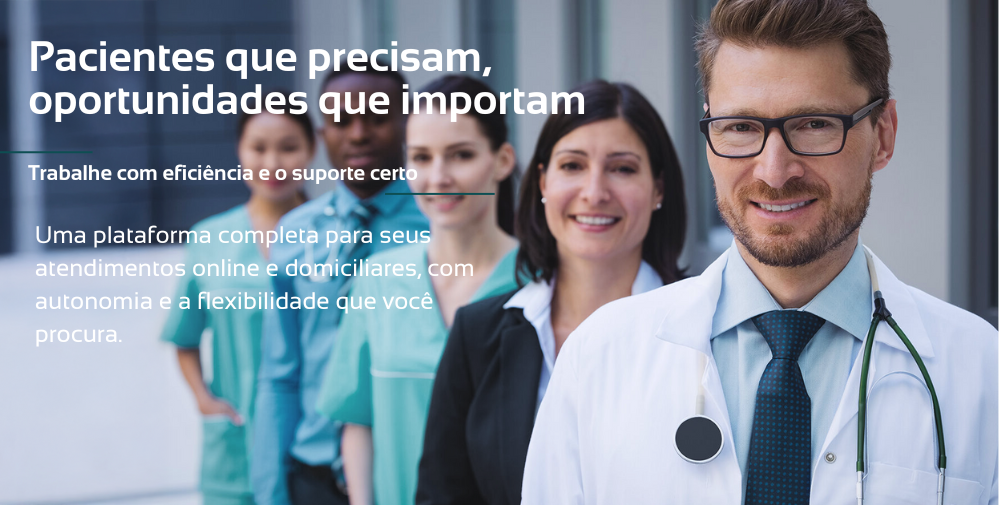 Pacientes que precisam,
oportunidades que importam
Trabalhe com eficiência e o suporte certo
Uma plataforma completa para seus
atendimentos online e domiciliares, com
autonomia e a flexibilidade que você
procura.